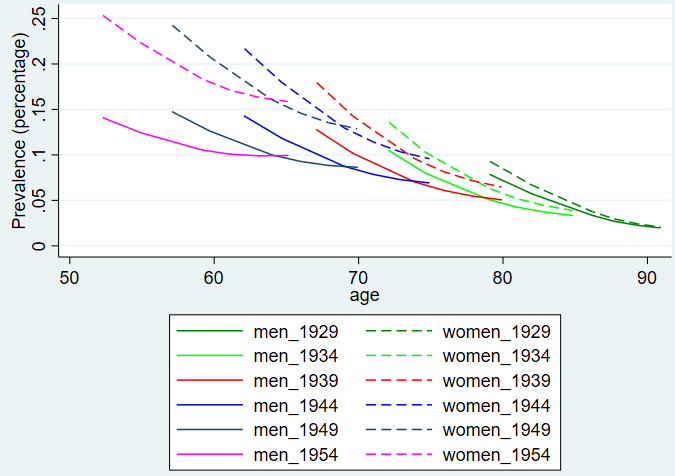 Prevalence (percentage)
.25
.2
.15
.1
.05
0
50 60 70 80 90
age
men_1929 women_1929
men_1934 women_1934
men_1939 women_1939
men_1944 women_1944
men_1949 women_1949
men_1954 women_1954